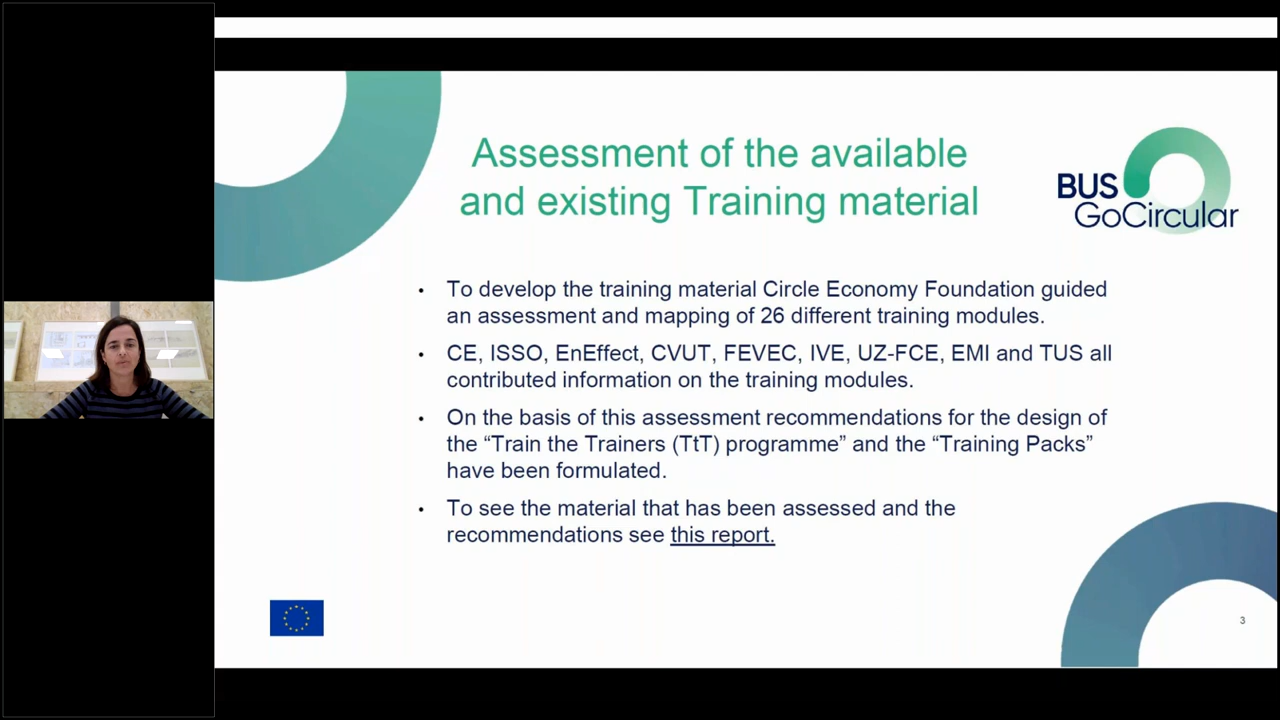 Assessment of the available
and existing Training material
BUS
GoCircular
• To develop the training material Circle Economy Foundation guided
an assessment and mapping of 26 different training modules.
• CE, ISSO, EnEffect, CVUT, FEVEC, IVE, UZ-FCE, EMI and TUS all
contributed information on the training modules.
• On the basis of this assessment recommendations for the design of
the “Train the Trainers (TtT) programme” and the “Training Packs”
have been formulated.
• To see the material that has been assessed and the
recommendations see this report.
3